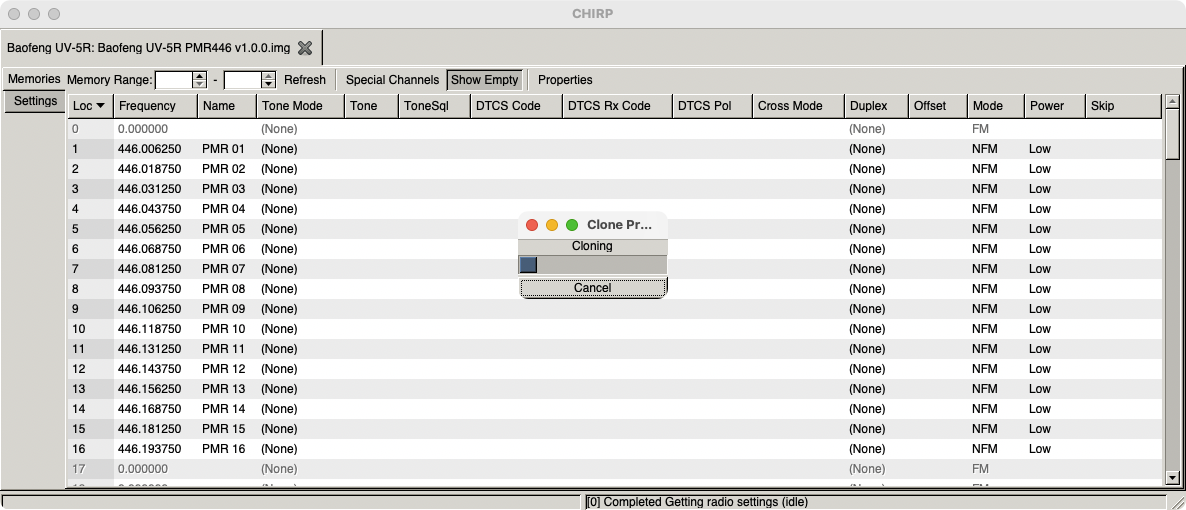 CHIRP
Baofeng UV-5R: Baofeng UV-5R PMR446 v1.0.0.img
Memories Memory Range: - Refresh Special Channels Show Empty Properties
Settings
Loc Frequency Name Tone Mode Tone ToneSql DTCS Code DTCS Rx Code DTCS Pol Cross Mode Duplex Offset Mode Power Skip
0 0.000000 (None) (None) FM
1 446.006250 PMR 01 (None) (None) NFM Low
2 446.018750 PMR 02 (None) (None) NFM Low
3 446.031250 PMR 03 (None) (None) NFM Low
4 446.043750 PMR 04 (None) (None) NFM Low
5 446.056250 PMR 05 (None) (None) NFM Low
6 446.068750 PMR 06 (None) (None) NFM Low
7 446.081250 PMR 07 (None) (None) NFM Low
8 446.093750 PMR 08 (None) (None) NFM Low
9 446.106250 PMR 09 (None) (None) NFM Low
10 446.118750 PMR 10 (None) (None) NFM Low
11 446.131250 PMR 11 (None) (None) NFM Low
12 446.143750 PMR 12 (None) (None) NFM Low
13 446.156250 PMR 13 (None) (None) NFM Low
14 446.168750 PMR 14 (None) (None) NFM Low
15 446.181250 PMR 15 (None) (None) NFM Low
16 446.193750 PMR 16 (None) (None) NFM Low
17 0.000000 (None) (None) FM
Clone Pr...
Cloning
Cancel
[0] Completed Getting radio settings (idle)